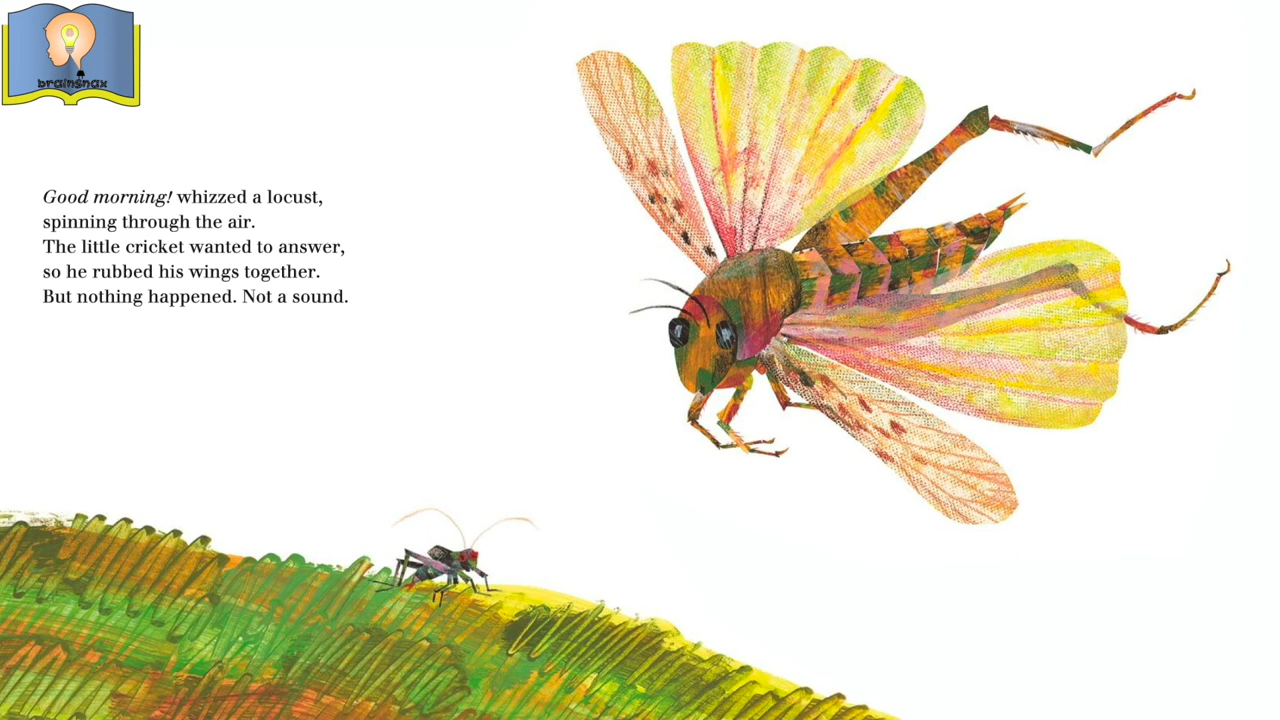 brainsnax
Good morning! whizzed a locust,
spinning through the air.
The little cricket wanted to answer,
so he rubbed his wings together.
But nothing happened. Not a sound.